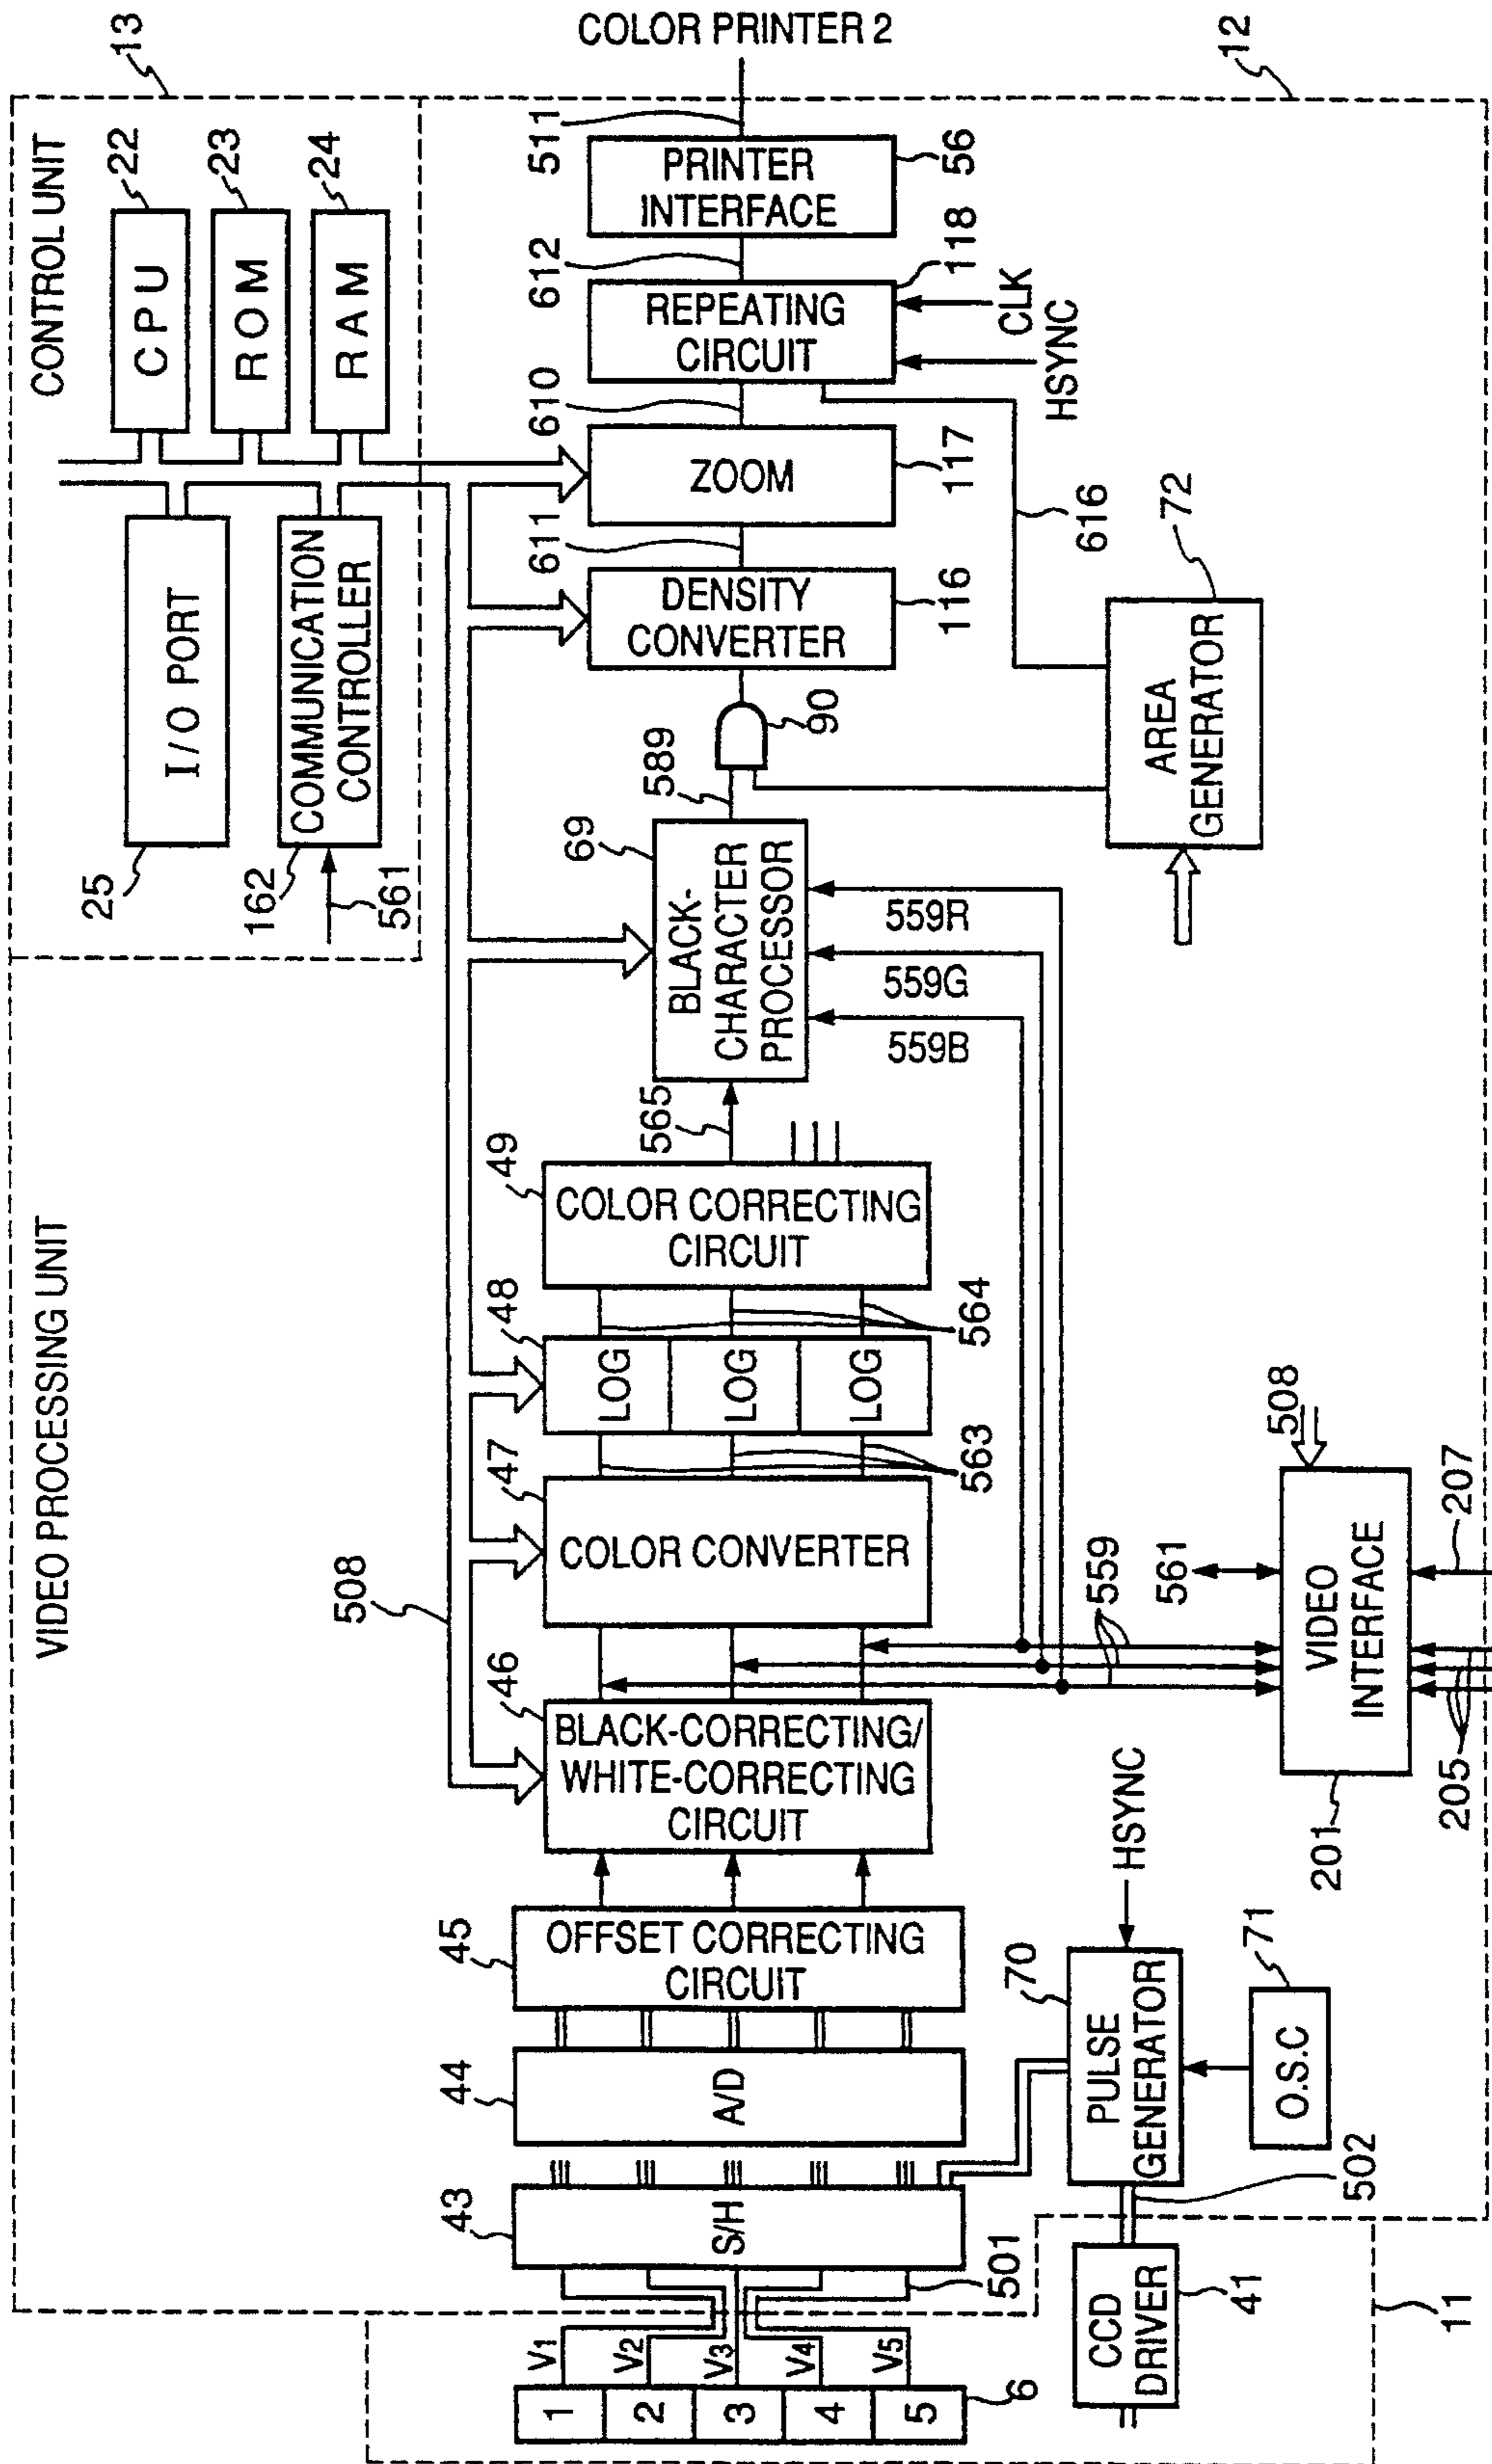 VIDEO PROCESSING UNIT
CONTROL UNIT
13
CPU
22
ROM
23
RAM
24
I/O PORT
25
COMMUNICATION
CONTROLLER
162
561
508
1
2
3
4
5
6
V1
V2
V3
V4
V5
501
43
S/H
44
A/D
45
OFFSET CORRECTING
CIRCUIT
46
BLACK-CORRECTING/
WHITE-CORRECTING
CIRCUIT
47
COLOR CONVERTER
563
48
LOG
LOG
LOG
564
49
COLOR CORRECTING
CIRCUIT
565
69
BLACK-
CHARACTER
PROCESSOR
559B
559G
559R
589
90
DENSITY
CONVERTER
116
611
ZOOM
117
610
REPEATING
CIRCUIT
118
612
CLK
HSYNC
PRINTER
INTERFACE
56
511
COLOR PRINTER 2
616
AREA
GENERATOR
72
CCD
DRIVER
41
502
11
PULSE
GENERATOR
70
HSYNC
O.S.C
71
VIDEO
INTERFACE
201
205
207
559
561
508
12